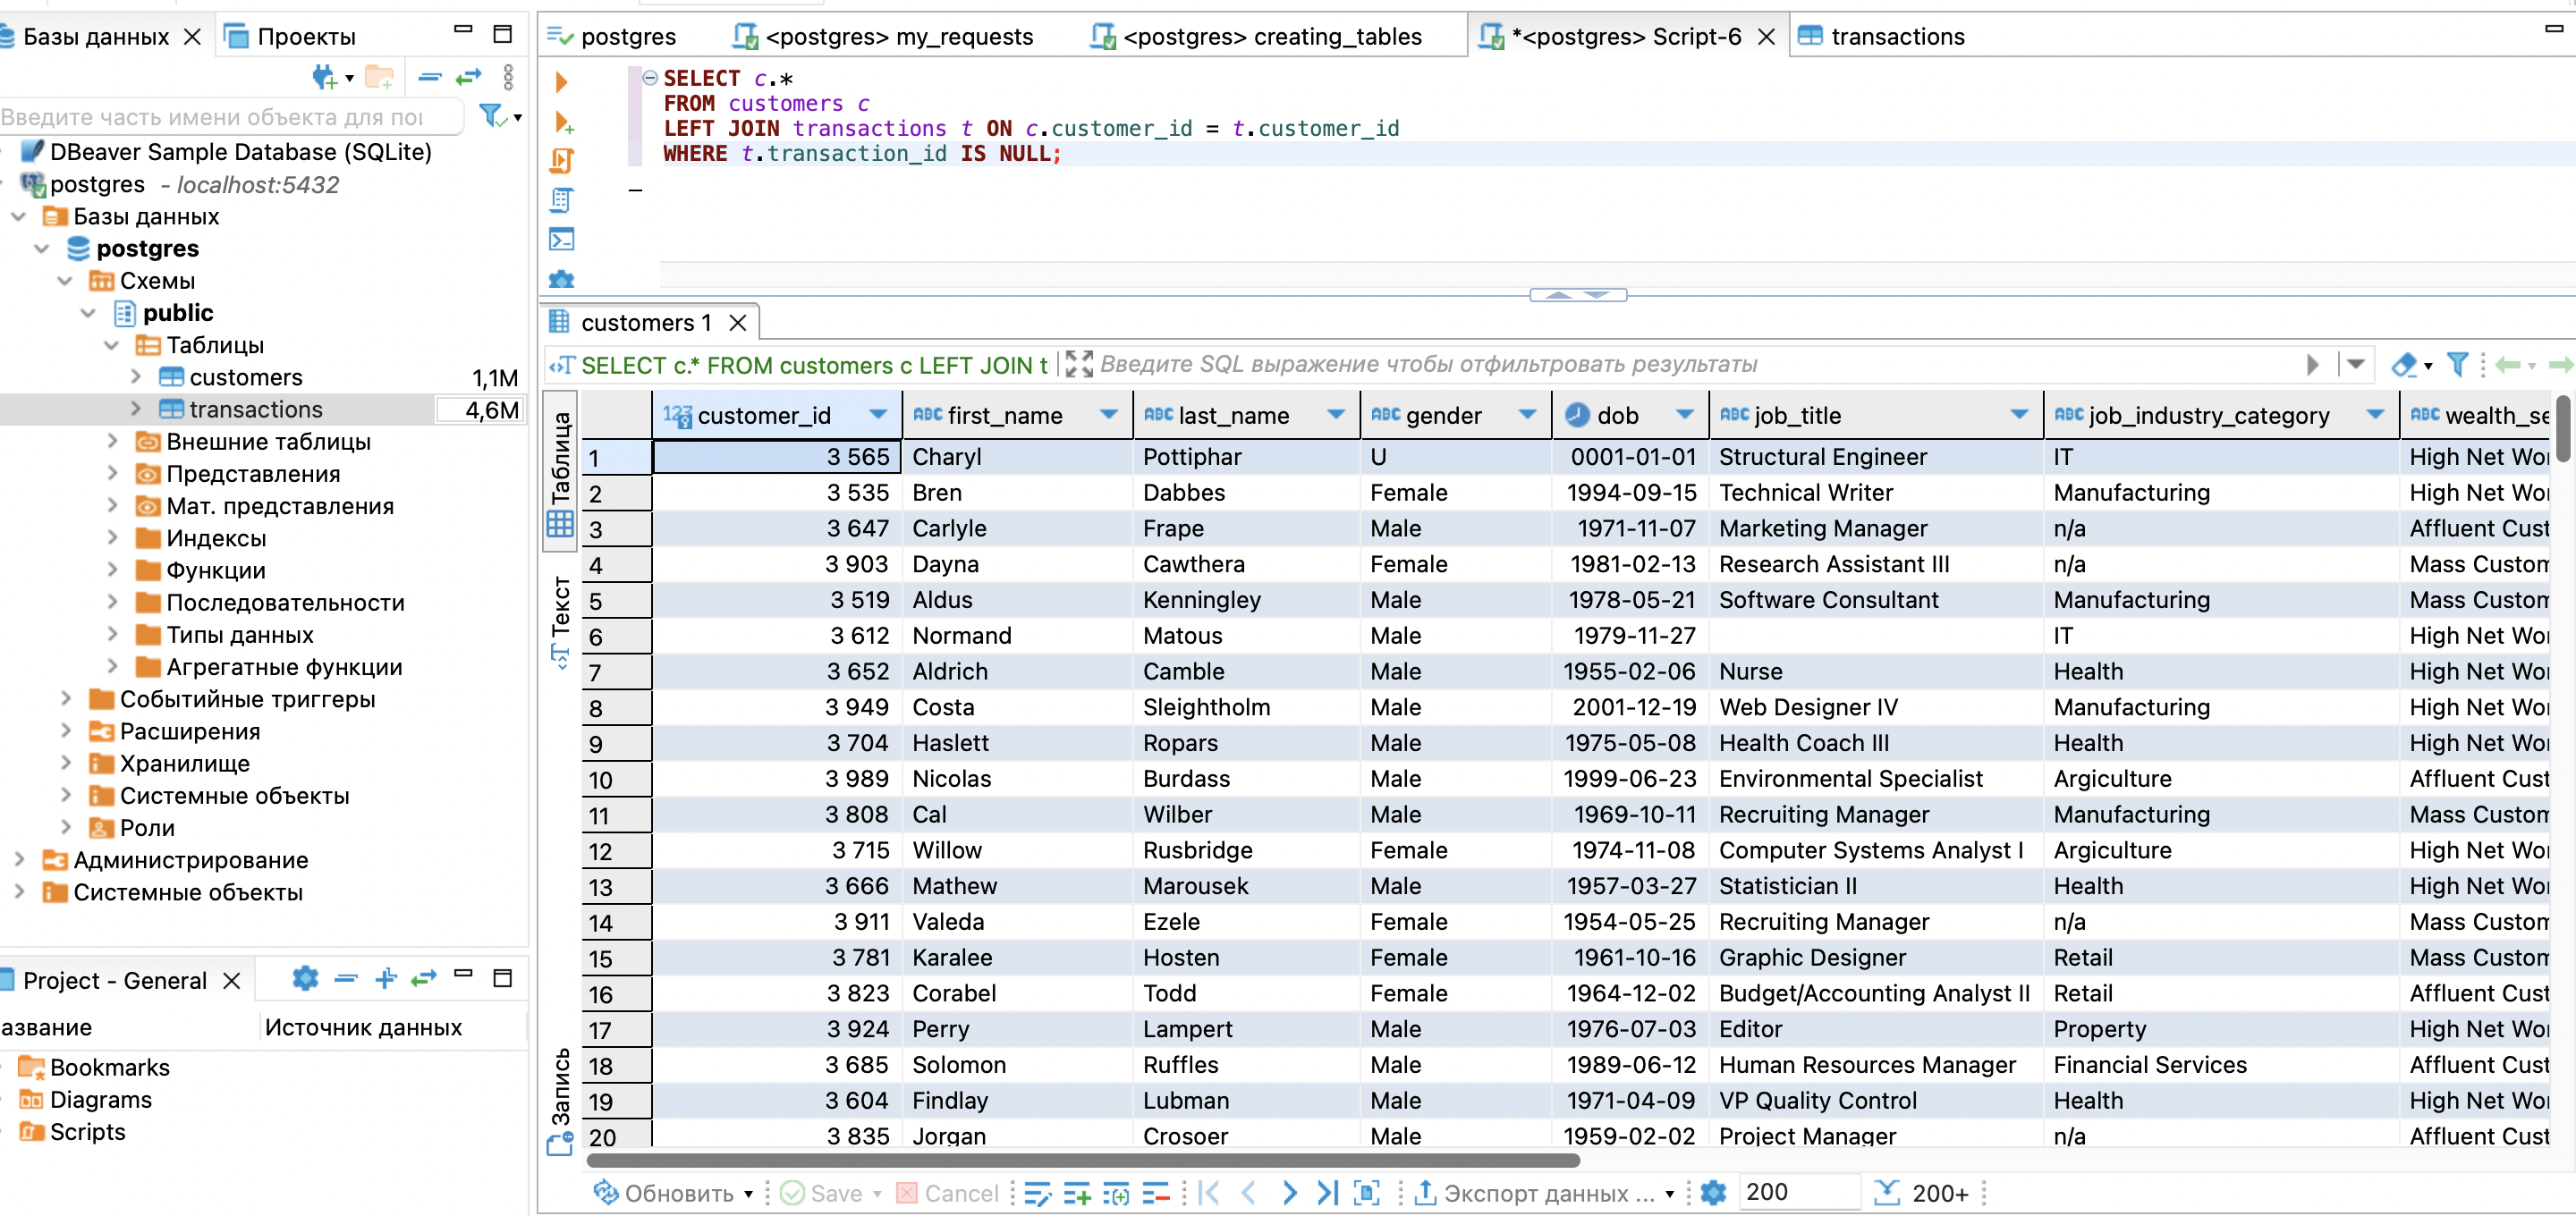 Базы данных
Проекты
Введите часть имени объекта для пои
DBeaver Sample Database (SQLite)
postgres - localhost:5432
Базы данных
postgres
Схемы
public
Таблицы
customers 1,1M
transactions 4,6M
Внешние таблицы
Представления
Мат. представления
Индексы
Функции
Последовательности
Типы данных
Агрегатные функции
Событийные триггеры
Расширения
Хранилище
Системные объекты
Роли
Администрирование
Системные объекты
Project - General
азвание Источник данных
Bookmarks
Diagrams
Scripts
postgres <postgres> my_requests <postgres> creating_tables *<postgres> Script-6 transactions
SELECT c.*
FROM customers c
LEFT JOIN transactions t ON c.customer_id = t.customer_id
WHERE t.transaction_id IS NULL;
customers 1
SELECT c.* FROM customers c LEFT JOIN t Введите SQL выражение чтобы отфильтровать результаты
Таблица
Текст
Запись
123 customer_id ABC first_name ABC last_name ABC gender dob ABC job_title ABC job_industry_category ABC wealth_se
1 3 565 Charyl Pottiphar U 0001-01-01 Structural Engineer IT High Net Wor
2 3 535 Bren Dabbes Female 1994-09-15 Technical Writer Manufacturing High Net Wor
3 3 647 Carlyle Frape Male 1971-11-07 Marketing Manager n/a Affluent Cust
4 3 903 Dayna Cawthera Female 1981-02-13 Research Assistant III n/a Mass Custom
5 3 519 Aldus Kenningley Male 1978-05-21 Software Consultant Manufacturing Mass Custom
6 3 612 Normand Matous Male 1979-11-27 IT High Net Wor
7 3 652 Aldrich Camble Male 1955-02-06 Nurse Health High Net Wor
8 3 949 Costa Sleightholm Male 2001-12-19 Web Designer IV Manufacturing High Net Wor
9 3 704 Haslett Ropars Male 1975-05-08 Health Coach III Health High Net Wor
10 3 989 Nicolas Burdass Male 1999-06-23 Environmental Specialist Argiculture Affluent Cust
11 3 808 Cal Wilber Male 1969-10-11 Recruiting Manager Manufacturing Mass Custom
12 3 715 Willow Rusbridge Female 1974-11-08 Computer Systems Analyst I Argiculture High Net Wor
13 3 666 Mathew Marousek Male 1957-03-27 Statistician II Health High Net Wor
14 3 911 Valeda Ezele Female 1954-05-25 Recruiting Manager n/a Mass Custom
15 3 781 Karalee Hosten Female 1961-10-16 Graphic Designer Retail Mass Custom
16 3 823 Corabel Todd Female 1964-12-02 Budget/Accounting Analyst II Retail Affluent Cust
17 3 924 Perry Lampert Male 1976-07-03 Editor Property High Net Wor
18 3 685 Solomon Ruffles Male 1989-06-12 Human Resources Manager Financial Services Affluent Cust
19 3 604 Findlay Lubman Male 1971-04-09 VP Quality Control Health High Net Wor
20 3 835 Jorgan Crosoer Male 1959-02-02 Project Manager n/a Affluent Cust
Обновить Save Cancel Экспорт данных ... 200 200+